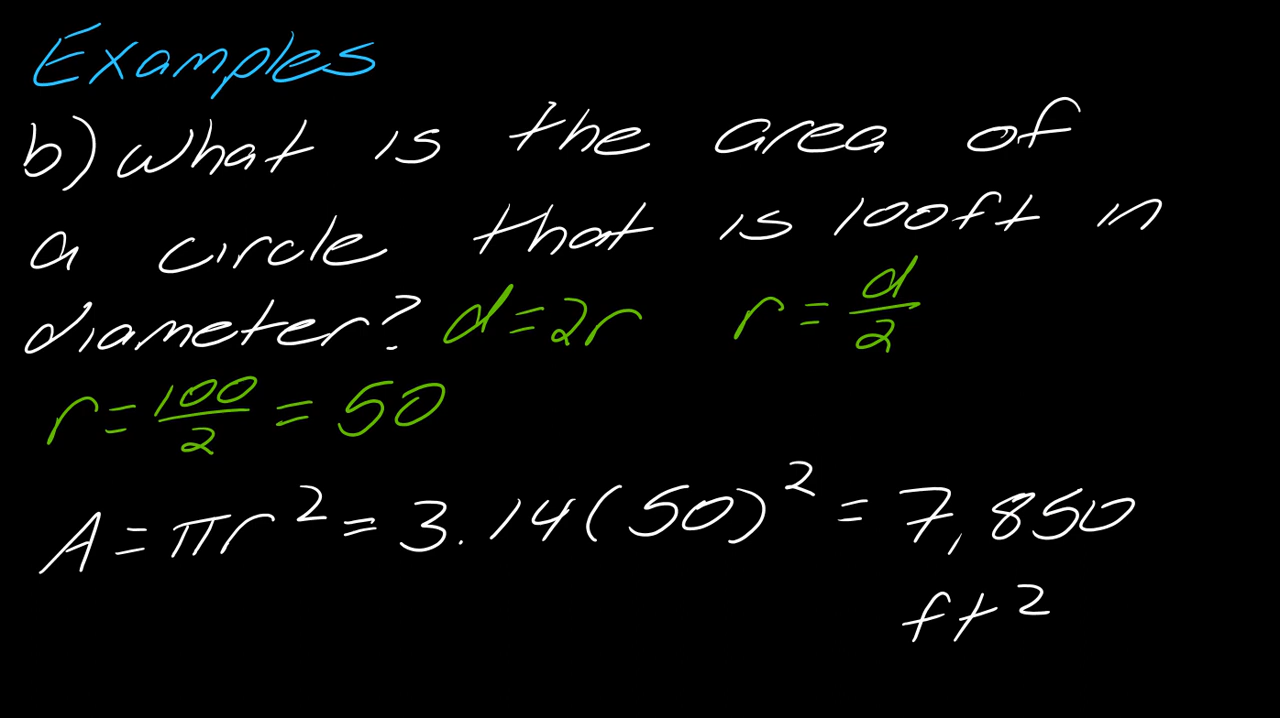 Examples
b) What is the area of
a circle that is 100ft in
diameter? d=2r r=d/2
r=100/2=50
A=πr²=3.14(50)²=7,850
ft²